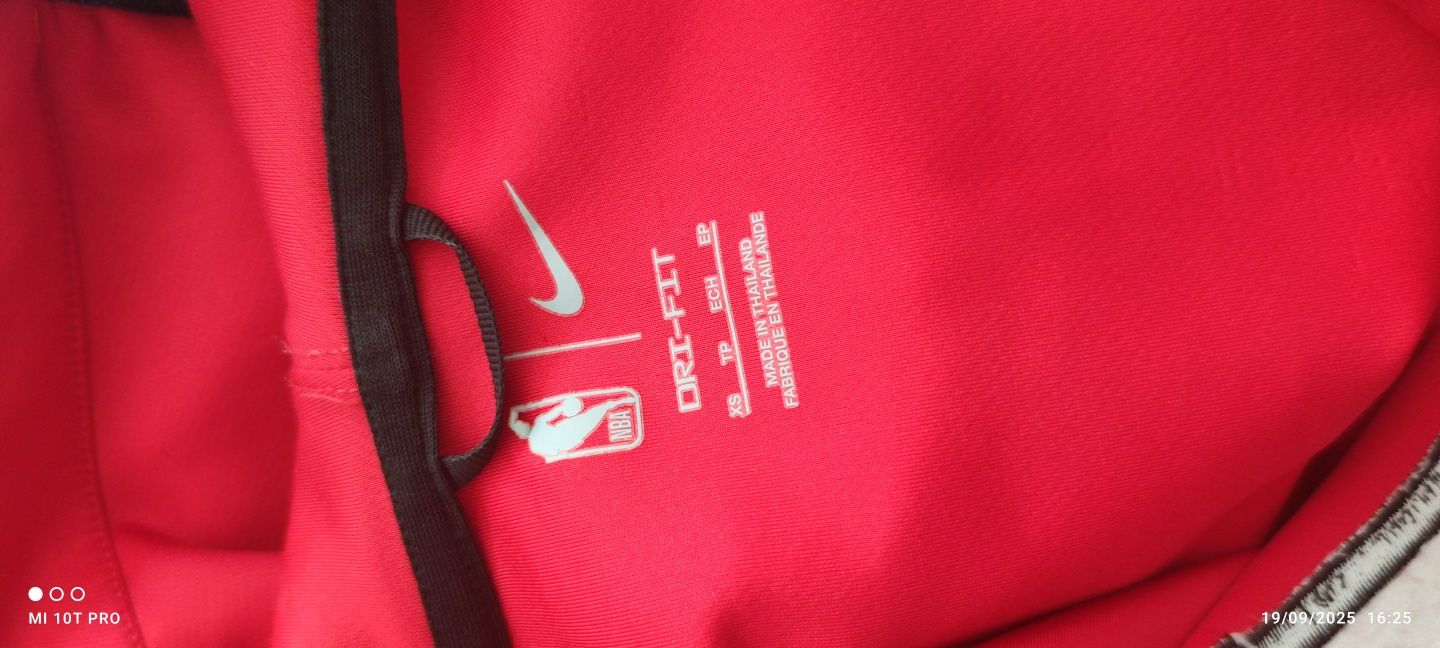 NBA
DRI-FIT
XS TP ECH EP
MADE IN THAILAND
FABRIQUE EN THAILANDE
MI 10T PRO
19/09/2025 16:25